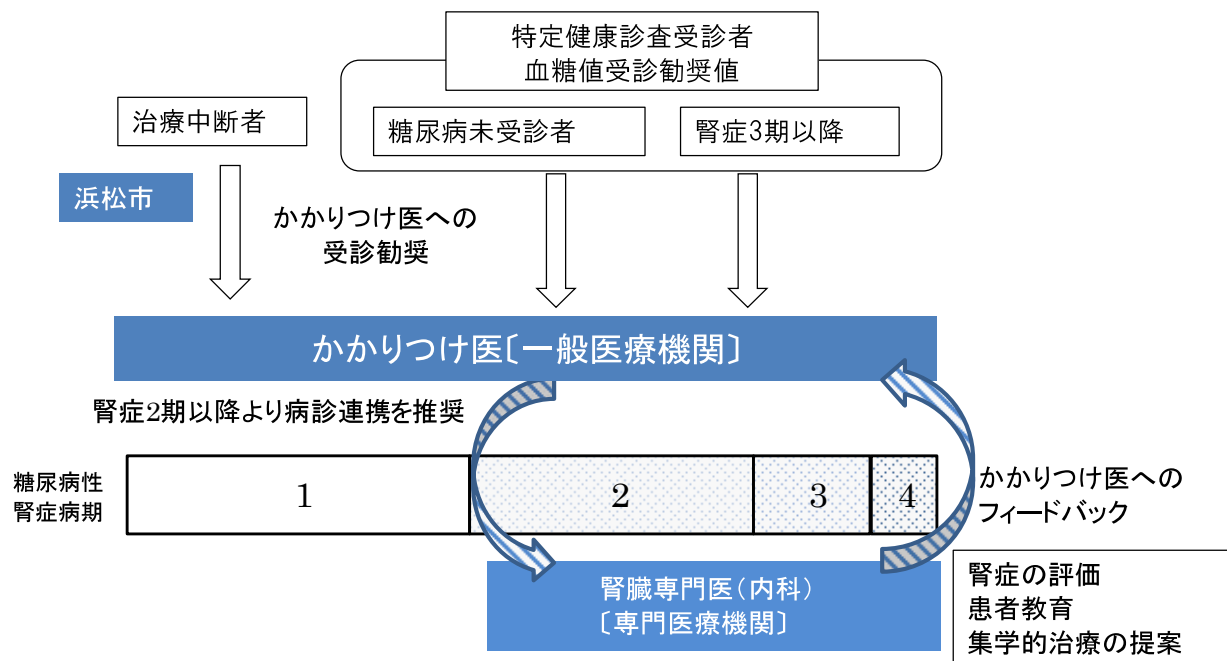 特定健康診査受診者
血糖値受診勧奨値
治療中断者
糖尿病未受診者
腎症3期以降
浜松市
かかりつけ医への
受診勧奨
かかりつけ医〔一般医療機関〕
腎症2期以降より病診連携を推奨
糖尿病性
腎症病期
1
2
3
4
かかりつけ医への
フィードバック
腎臓専門医(内科)
〔専門医療機関〕
腎症の評価
患者教育
集学的治療の提案